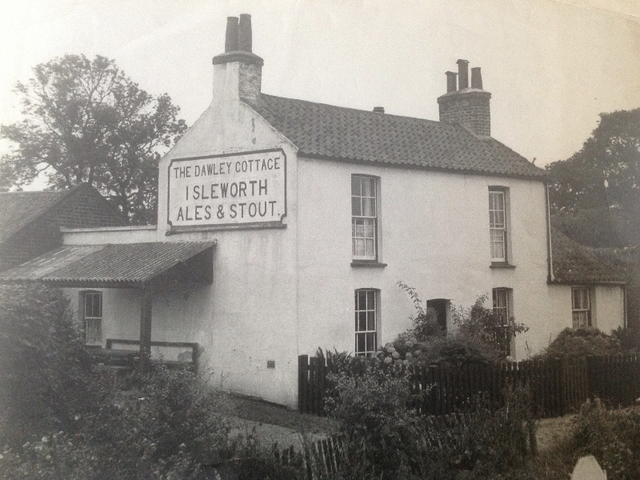 THE DAWLEY COTTAGE
ISLEWORTH
ALES & STOUT.